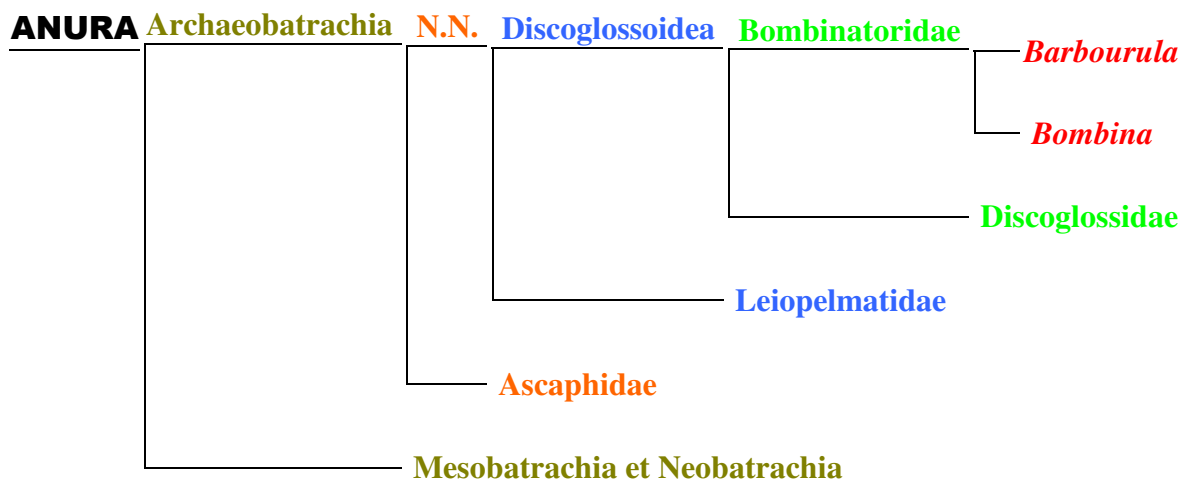 ANURA Archaeobatrachia N.N. Discoglossoidea Bombinatoridae
Barbourula
Bombina
Discoglossidae
Leiopelmatidae
Ascaphidae
Mesobatrachia et Neobatrachia